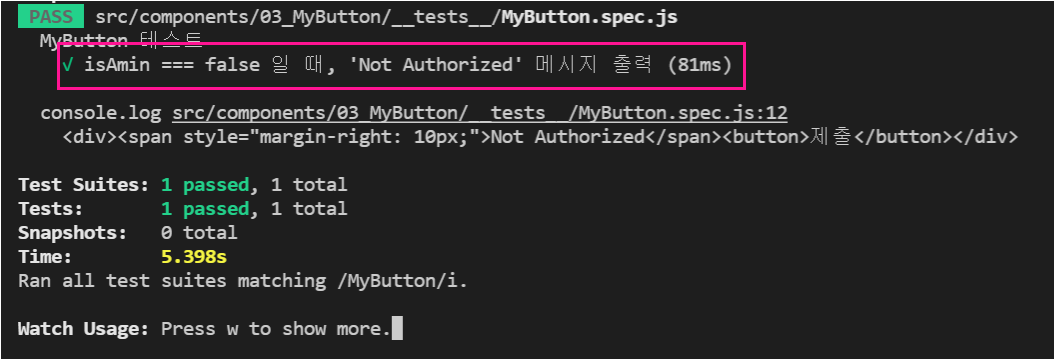 PASS src/components/03_MyButton/__tests__/MyButton.spec.js
MyButton 테스트
√ isAmin === false 일 때, 'Not Authorized' 메시지 출력 (81ms)
console.log src/components/03_MyButton/__tests__/MyButton.spec.js:12
<div><span style="margin-right: 10px;">Not Authorized</span><button>제출</button></div>
Test Suites: 1 passed, 1 total
Tests: 1 passed, 1 total
Snapshots: 0 total
Time: 5.398s
Ran all test suites matching /MyButton/i.
Watch Usage: Press w to show more.